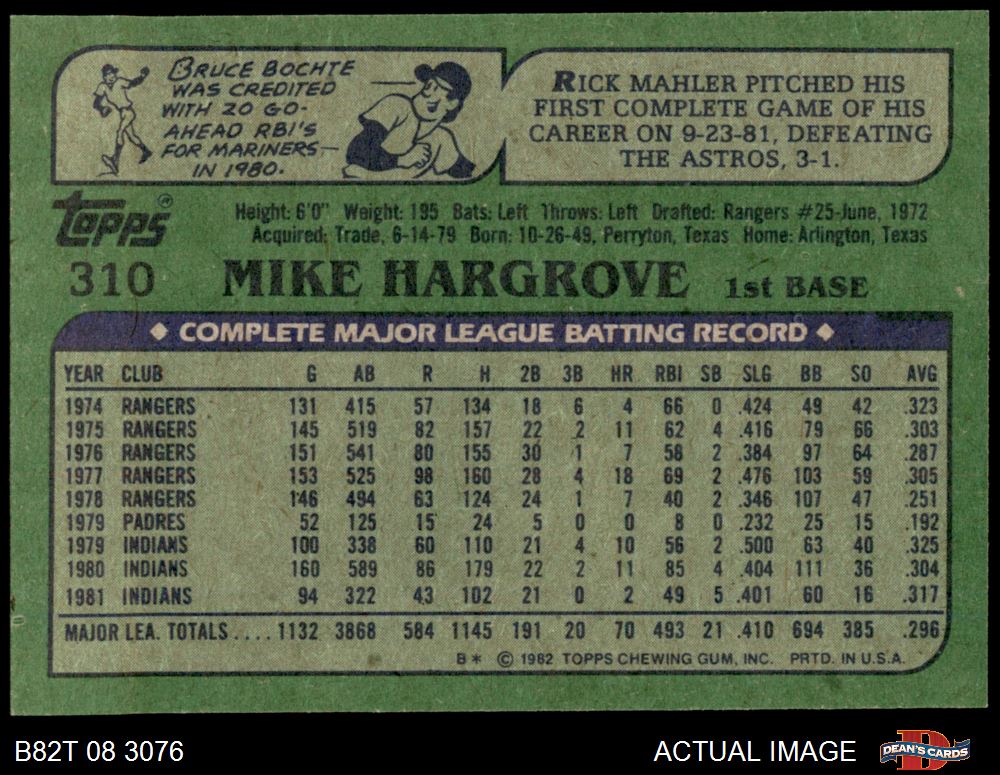 BRUCE BOCHTE
WAS CREDITED
WITH 20 GO-
AHEAD RBI'S
FOR MARINERS—
IN 1980.
RICK MAHLER PITCHED HIS
FIRST COMPLETE GAME OF HIS
CAREER ON 9-23-81, DEFEATING
THE ASTROS, 3-1.
Topps®
Height: 6'0" Weight: 195 Bats: Left Throws: Left Drafted: Rangers #25-June, 1972
Acquired: Trade, 6-14-79 Born: 10-26-49, Perryton, Texas Home: Arlington, Texas
310 MIKE HARGROVE 1st BASE
◆ COMPLETE MAJOR LEAGUE BATTING RECORD ◆
YEAR CLUB G AB R H 2B 3B HR RBI SB SLG BB SO AVG
1974 RANGERS 131 415 57 134 18 6 4 66 0 .424 49 42 .323
1975 RANGERS 145 519 82 157 22 2 11 62 4 .416 79 66 .303
1976 RANGERS 151 541 80 155 30 1 7 58 2 .384 97 64 .287
1977 RANGERS 153 525 98 160 28 4 18 69 2 .476 103 59 .305
1978 RANGERS 146 494 63 124 24 1 7 40 2 .346 107 47 .251
1979 PADRES 52 125 15 24 5 0 0 8 0 .232 25 15 .192
1979 INDIANS 100 338 60 110 21 4 10 56 2 .500 63 40 .325
1980 INDIANS 160 589 86 179 22 2 11 85 4 .404 111 36 .304
1981 INDIANS 94 322 43 102 21 0 2 49 5 .401 60 16 .317
MAJOR LEA. TOTALS .... 1132 3868 584 1145 191 20 70 493 21 .410 694 385 .296
B* © 1982 TOPPS CHEWING GUM, INC. PRTD. IN U.S.A.
B82T 08 3076 ACTUAL IMAGE DEAN'S CARDS